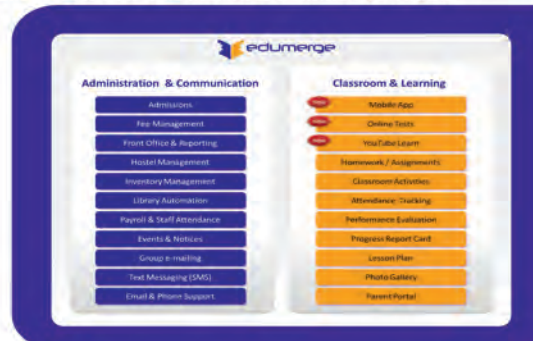 edumerge
Administration & Communication
Admissions
Fee Management
Front Office & Reporting
Hostel Management
Inventory Management
Library Automation
Payroll & Staff Attendance
Events & Notices
Group e-mailing
Text Messaging (SMS)
Email & Phone Support
Classroom & Learning
Mobile App
Online Tests
YouTube Learn
Homework / Assignments
Classroom Activities
Attendance Tracking
Performance Evaluation
Progress Report Card
Lesson Plan
Photo Gallery
Parent Portal